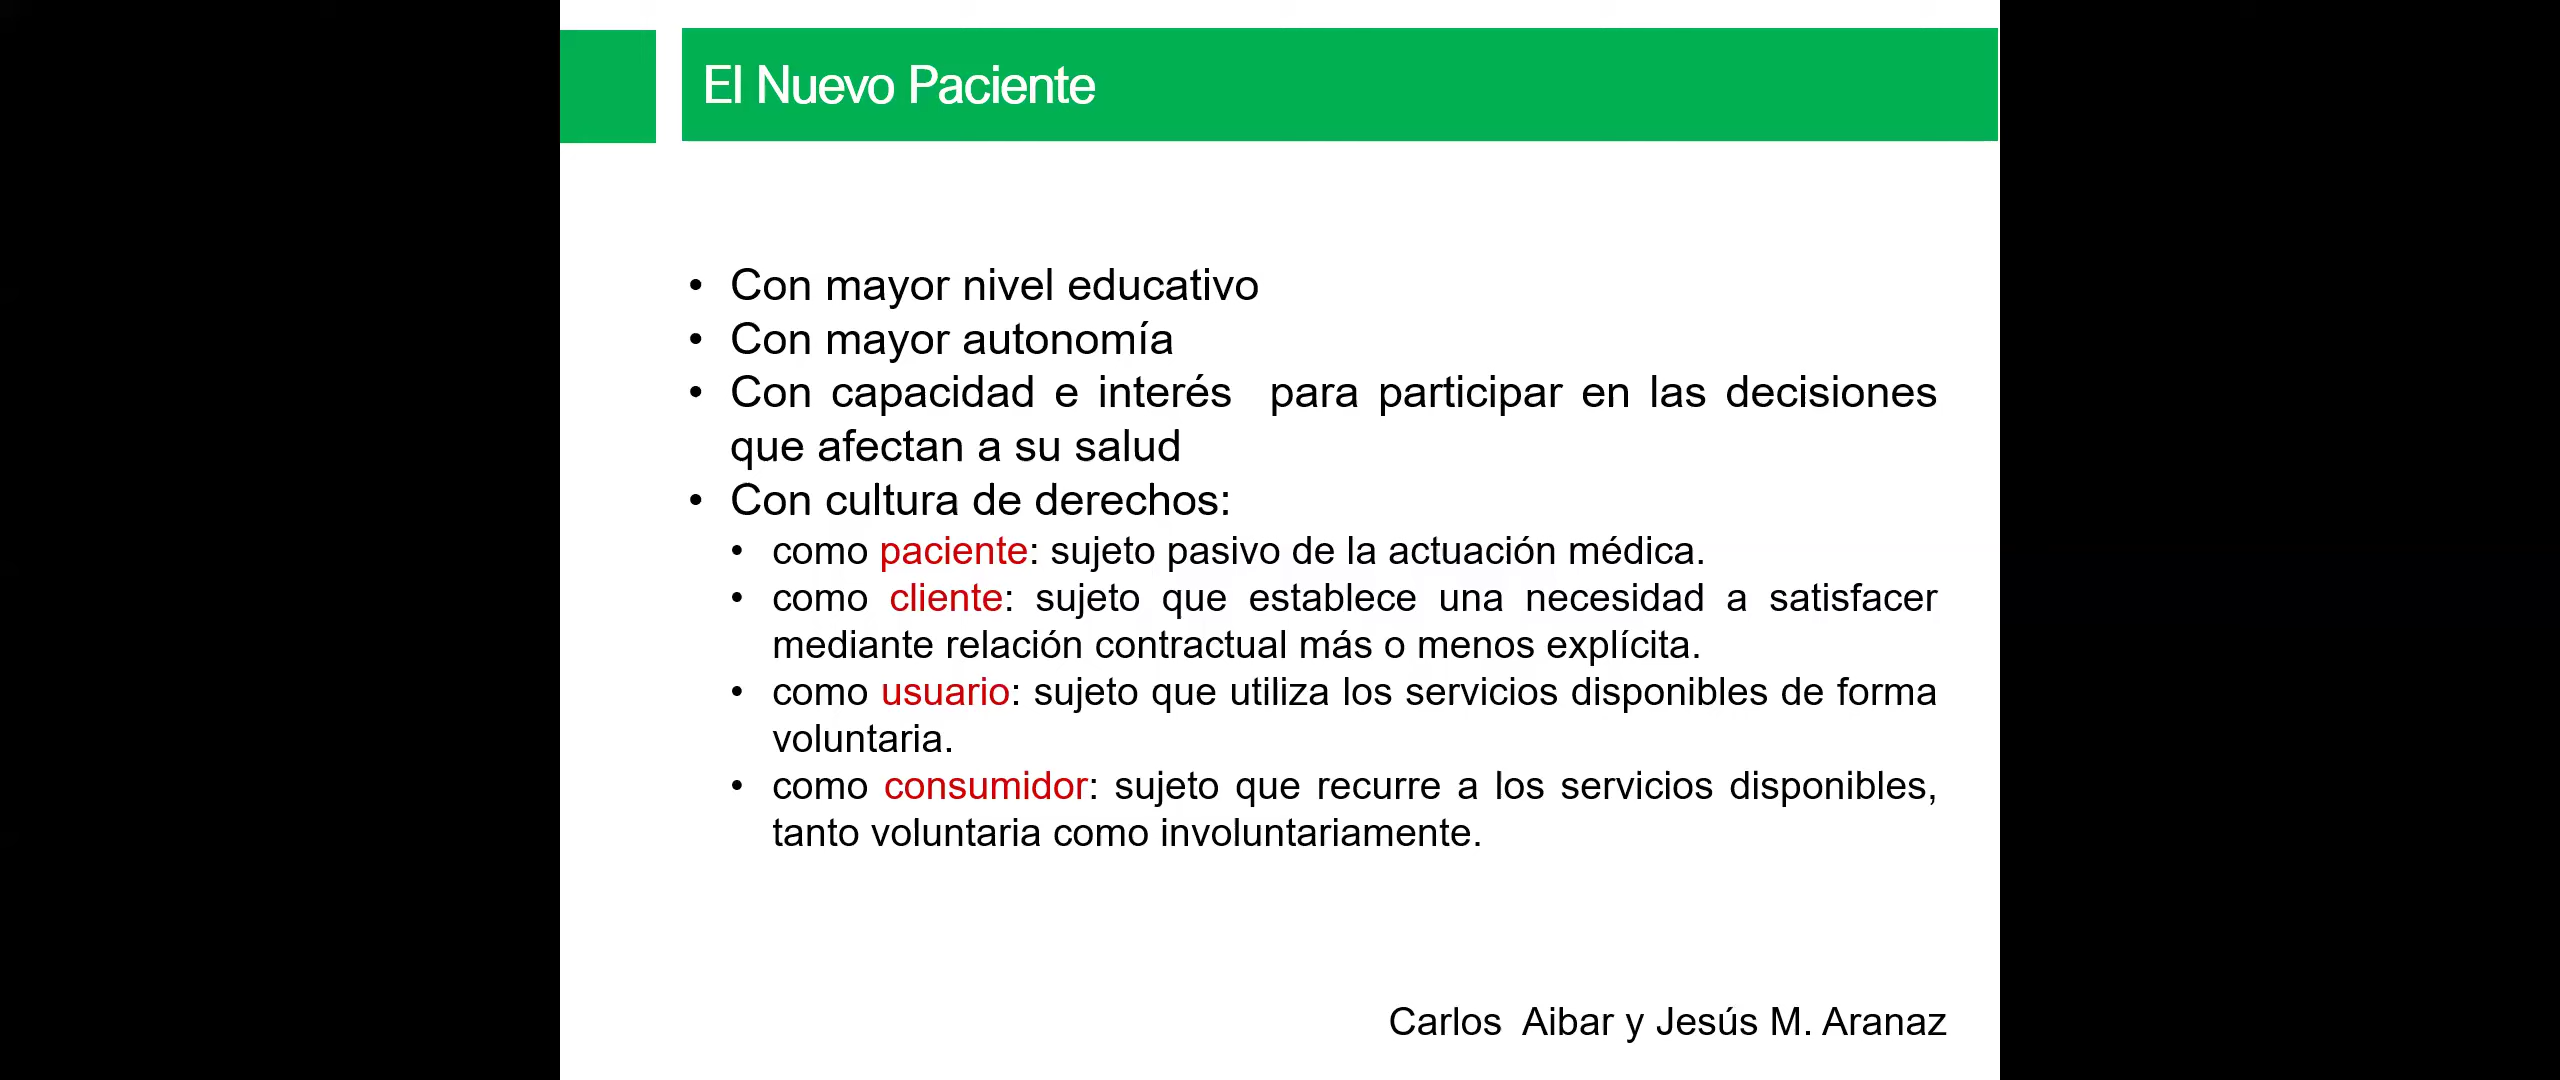 El Nuevo Paciente
• Con mayor nivel educativo
• Con mayor autonomía
• Con capacidad e interés para participar en las decisiones
que afectan a su salud
• Con cultura de derechos:
• como paciente: sujeto pasivo de la actuación médica.
• como cliente: sujeto que establece una necesidad a satisfacer
mediante relación contractual más o menos explícita.
• como usuario: sujeto que utiliza los servicios disponibles de forma
voluntaria.
• como consumidor: sujeto que recurre a los servicios disponibles,
tanto voluntaria como involuntariamente.
Carlos Aibar y Jesús M. Aranaz